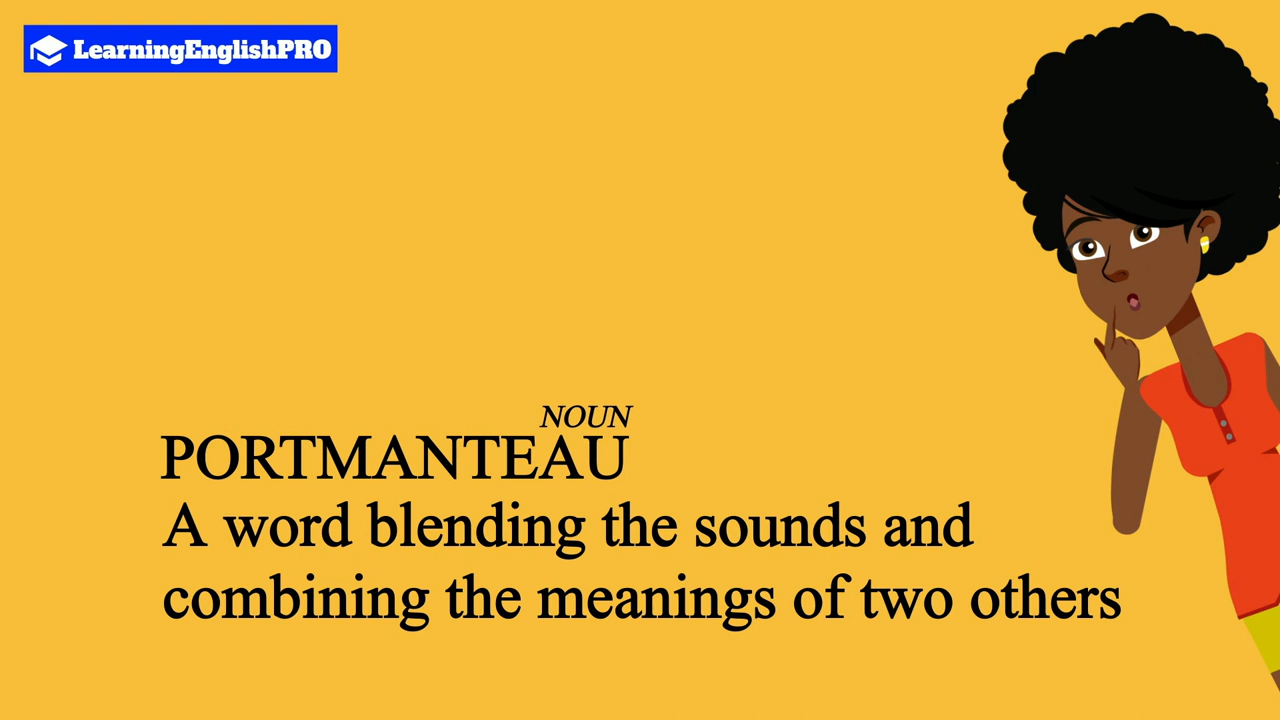 LearningEnglishPRO
NOUN
PORTMANTEAU
A word blending the sounds and
combining the meanings of two others